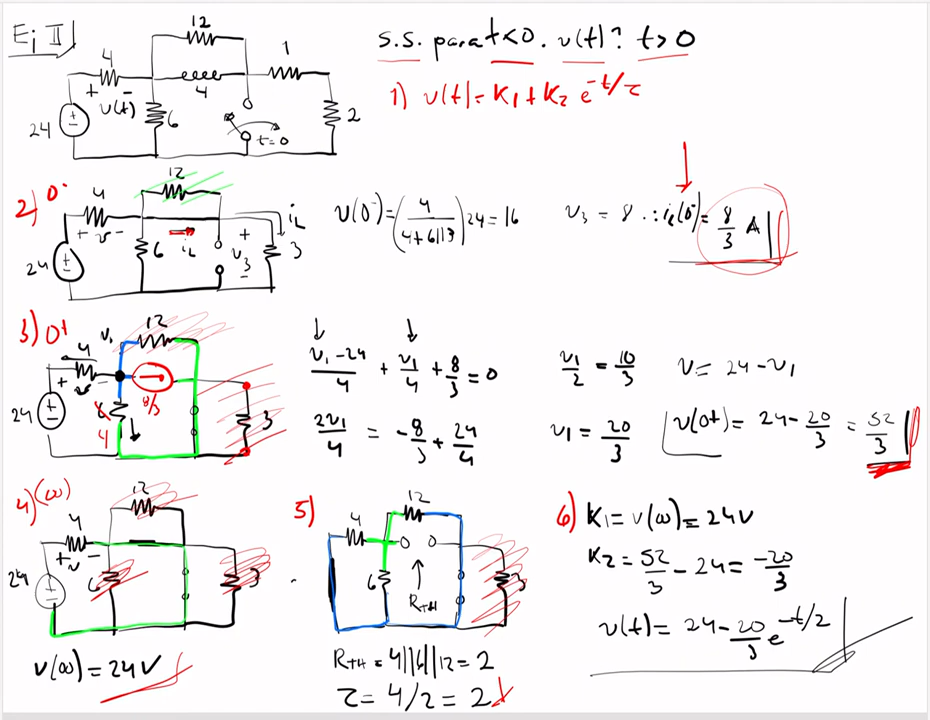 Ej II)
s.s. para t<0. v(t)? t>0
12
4
1
+ v(t) −
4
24
6
2
t=0
1) v(t)=K1+K2 e^-t/τ
2) 0-
12
4
+ v −
24
6
iL
+
v3
−
iL
3
v(0-)=(4/(4+6||3))24=16
v3 = 8 ∴ iL(0-)= 8/3 A
3) 0+
12
4
v1
+ v −
24
8/3
6
4
3
(v1-24)/4 + v1/4 + 8/3 = 0
2v1/4 = -8/3 + 24/4
v1/2 = 10/3
v1 = 20/3
v = 24-v1
v(0+)= 24- 20/3 = 52/3
4) (∞)
12
4
+ v −
24
6
3
v(∞)=24V
5)
12
4
6
RTH
3
RTH = 4||6||12 = 2
τ = 4/2 = 2
6) K1=v(∞)=24V
K2= 52/3 - 24= -20/3
v(t)= 24-20/3 e^-t/2